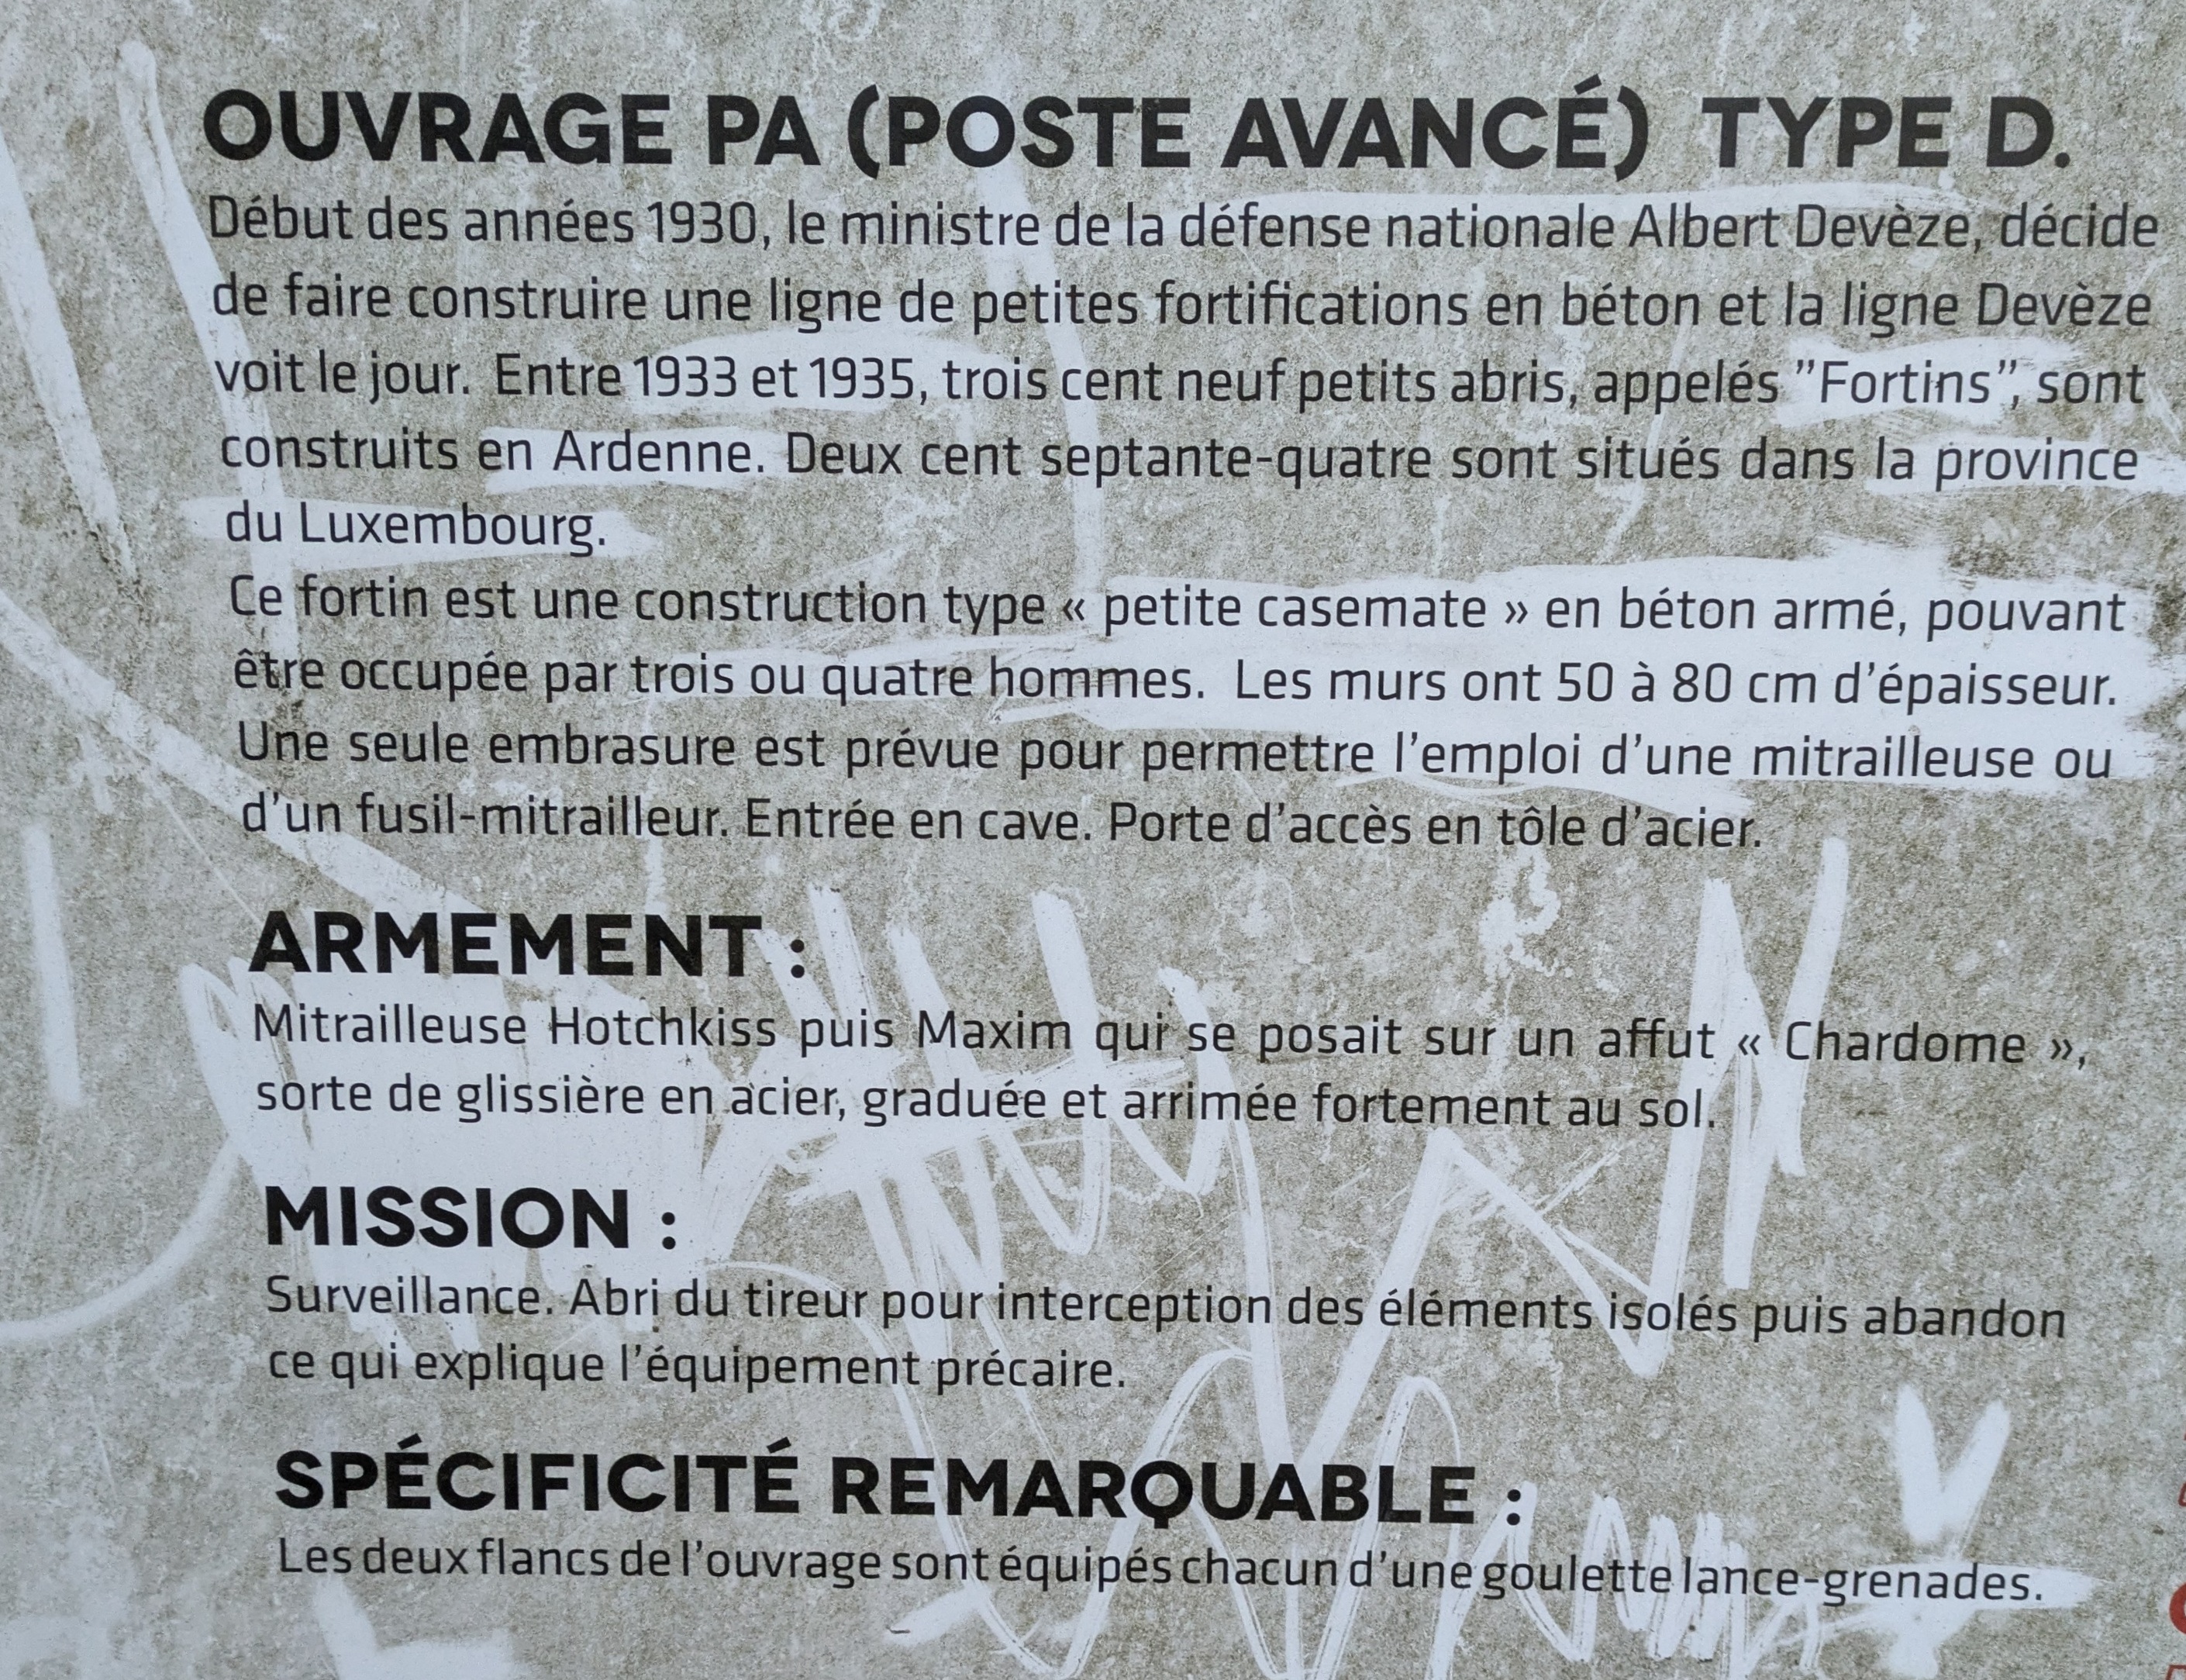 OUVRAGE PA (POSTE AVANCÉ) TYPE D.
Début des années 1930, le ministre de la défense nationale Albert Devèze, décide
de faire construire une ligne de petites fortifications en béton et la ligne Devèze
voit le jour. Entre 1933 et 1935, trois cent neuf petits abris, appelés ”Fortins”, sont
construits en Ardenne. Deux cent septante-quatre sont situés dans la province
du Luxembourg.
Ce fortin est une construction type « petite casemate » en béton armé, pouvant
être occupée par trois ou quatre hommes. Les murs ont 50 à 80 cm d’épaisseur.
Une seule embrasure est prévue pour permettre l’emploi d’une mitrailleuse ou
d’un fusil-mitrailleur. Entrée en cave. Porte d’accès en tôle d’acier.
ARMEMENT :
Mitrailleuse Hotchkiss puis Maxim qui se posait sur un affut « Chardome »,
sorte de glissière en acier, graduée et arrimée fortement au sol.
MISSION :
Surveillance. Abri du tireur pour interception des éléments isolés puis abandon
ce qui explique l’équipement précaire.
SPÉCIFICITÉ REMARQUABLE :
Les deux flancs de l’ouvrage sont équipés chacun d’une goulette lance-grenades.